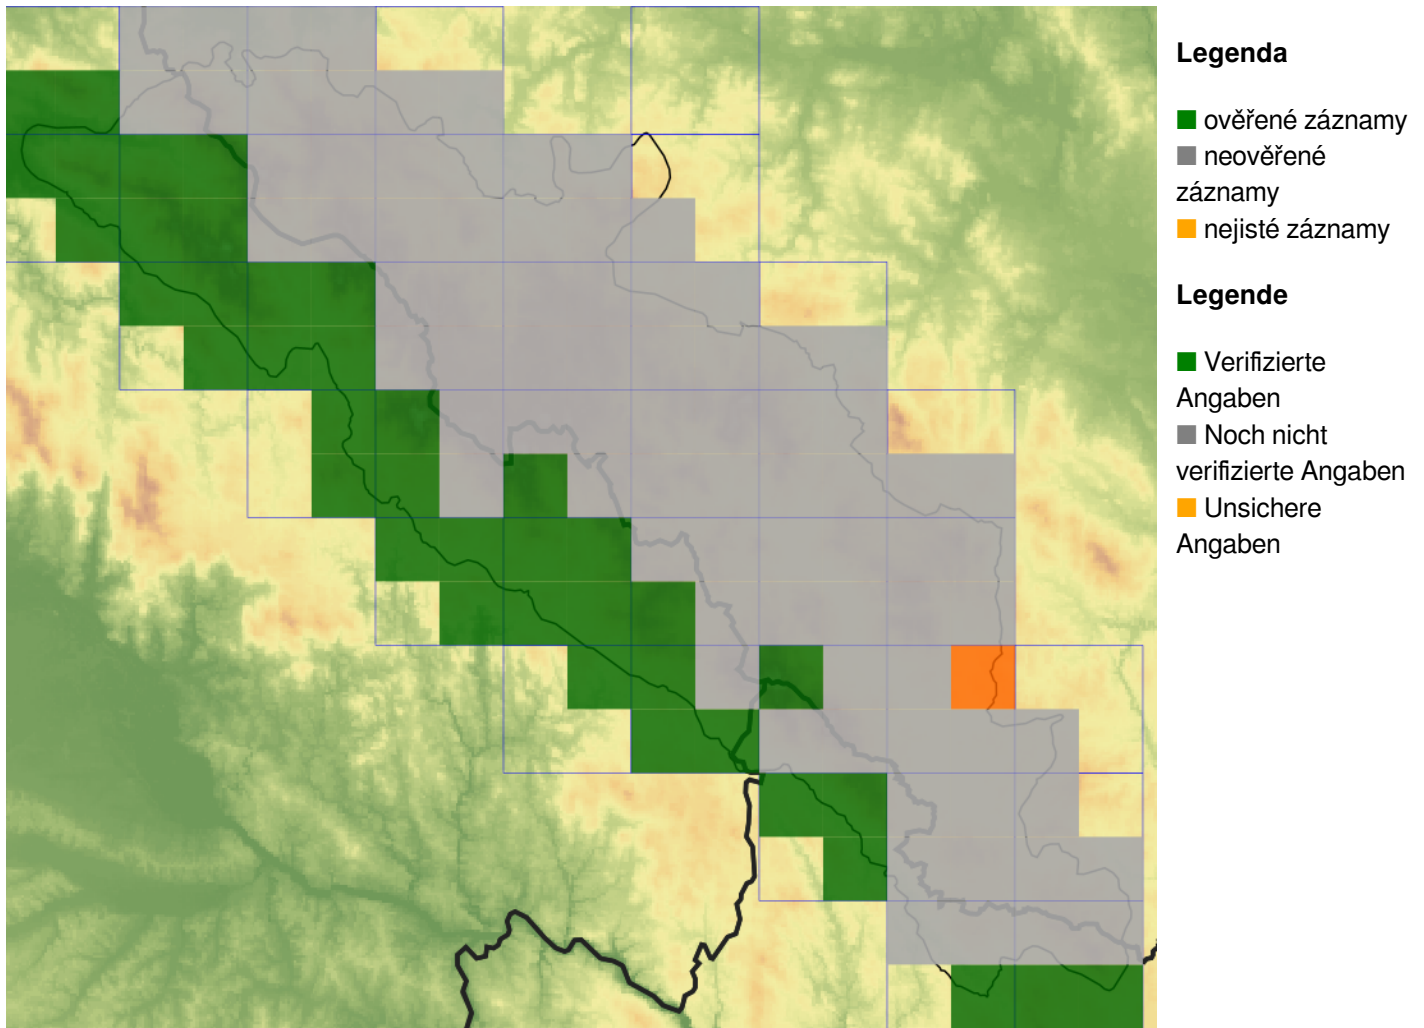 Legenda
ověřené záznamy
neověřené
záznamy
nejisté záznamy
Legende
Verifizierte
Angaben
Noch nicht
verifizierte Angaben
Unsichere
Angaben